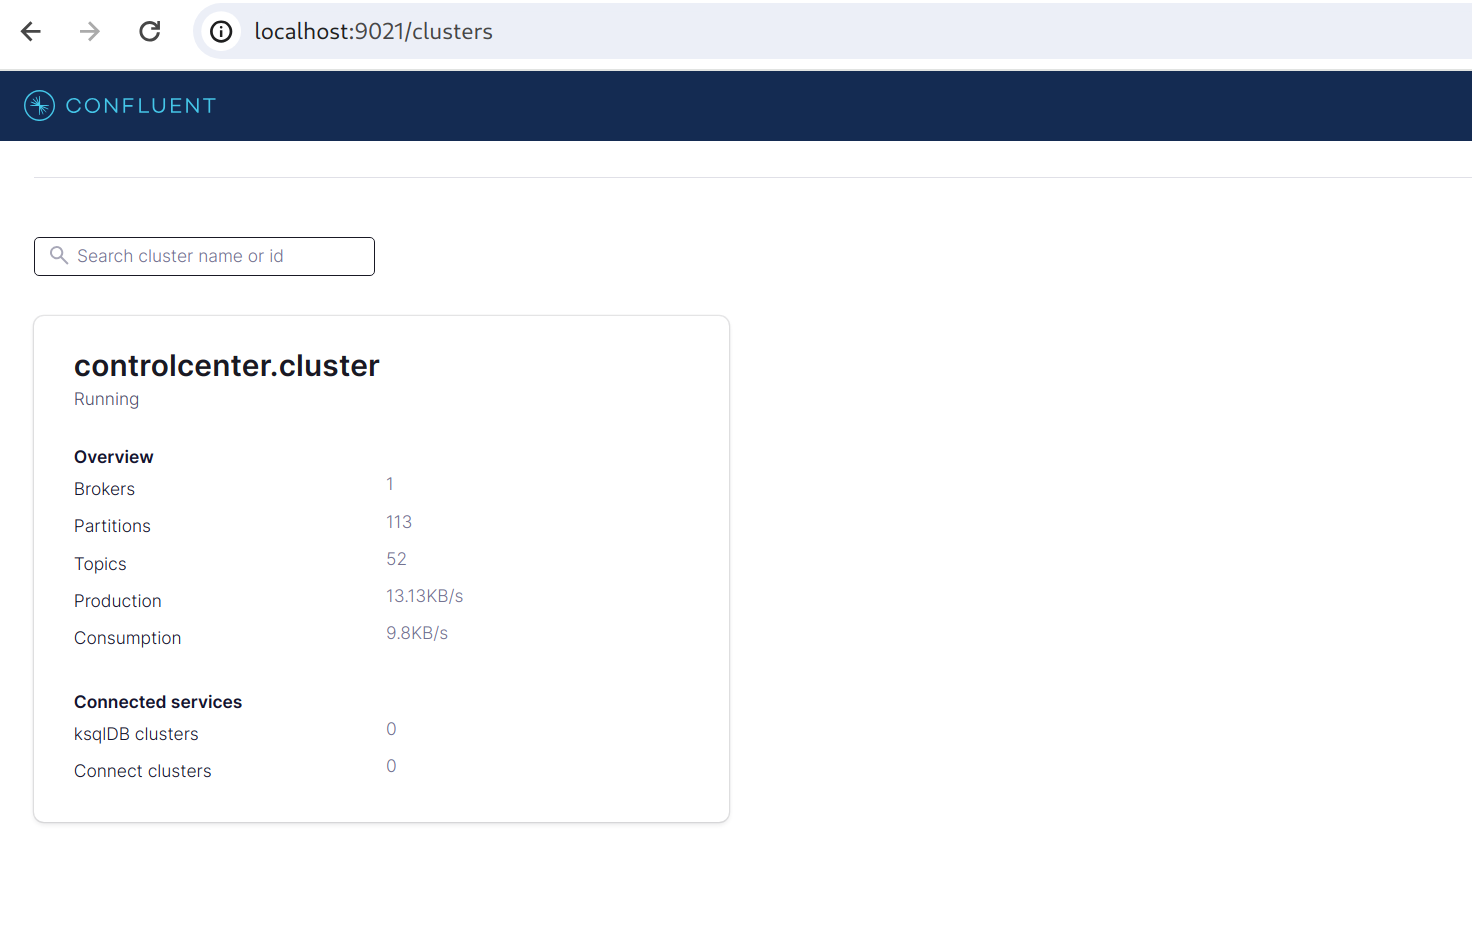 localhost:9021/clusters
CONFLUENT
Search cluster name or id
controlcenter.cluster
Running
Overview
Brokers 1
Partitions 113
Topics 52
Production 13.13KB/s
Consumption 9.8KB/s
Connected services
ksqlDB clusters 0
Connect clusters 0